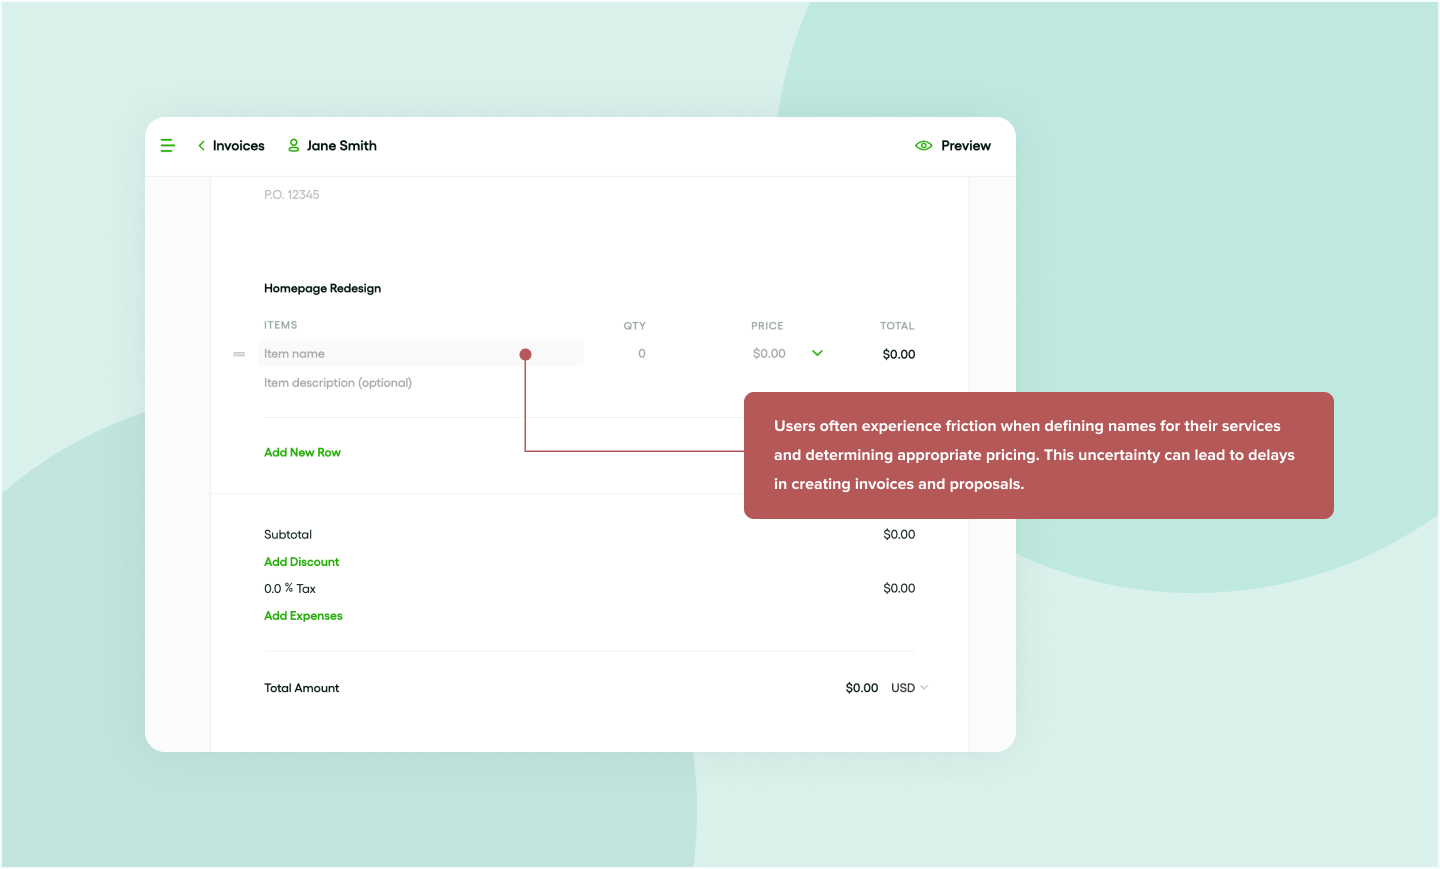 Invoices
Jane Smith
Preview
P.O. 12345
Homepage Redesign
ITEMS QTY PRICE TOTAL
Item name 0 $0.00 $0.00
Item description (optional)
Users often experience friction when defining names for their services
and determining appropriate pricing. This uncertainty can lead to delays
in creating invoices and proposals.
Add New Row
Subtotal $0.00
Add Discount
0.0 % Tax $0.00
Add Expenses
Total Amount $0.00 USD